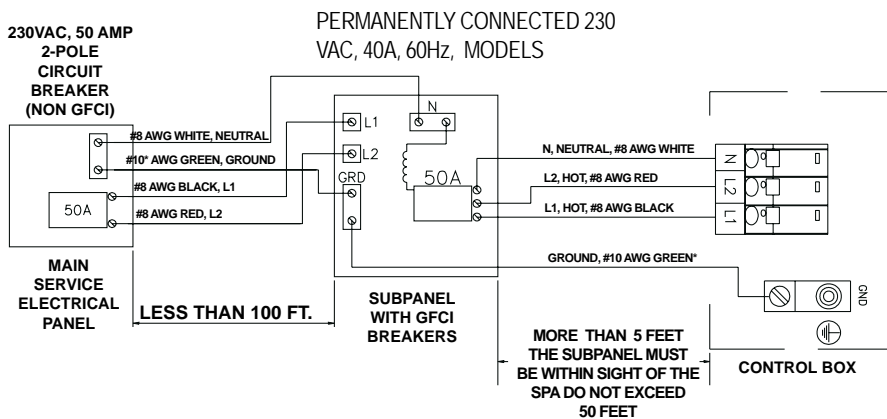 PERMANENTLY CONNECTED 230
VAC, 40A, 60Hz, MODELS
230VAC, 50 AMP
2-POLE
CIRCUIT
BREAKER
(NON GFCI)
#8 AWG WHITE, NEUTRAL
#10* AWG GREEN, GROUND
#8 AWG BLACK, L1
#8 AWG RED, L2
50A
MAIN
SERVICE
ELECTRICAL
PANEL
LESS THAN 100 FT.
L1
N
L2
GRD
50A
SUBPANEL
WITH GFCI
BREAKERS
N, NEUTRAL, #8 AWG WHITE
L2, HOT, #8 AWG RED
L1, HOT, #8 AWG BLACK
GROUND, #10 AWG GREEN*
MORE THAN 5 FEET
THE SUBPANEL MUST
BE WITHIN SIGHT OF THE
SPA DO NOT EXCEED
50 FEET
N
L2
L1
GND
CONTROL BOX